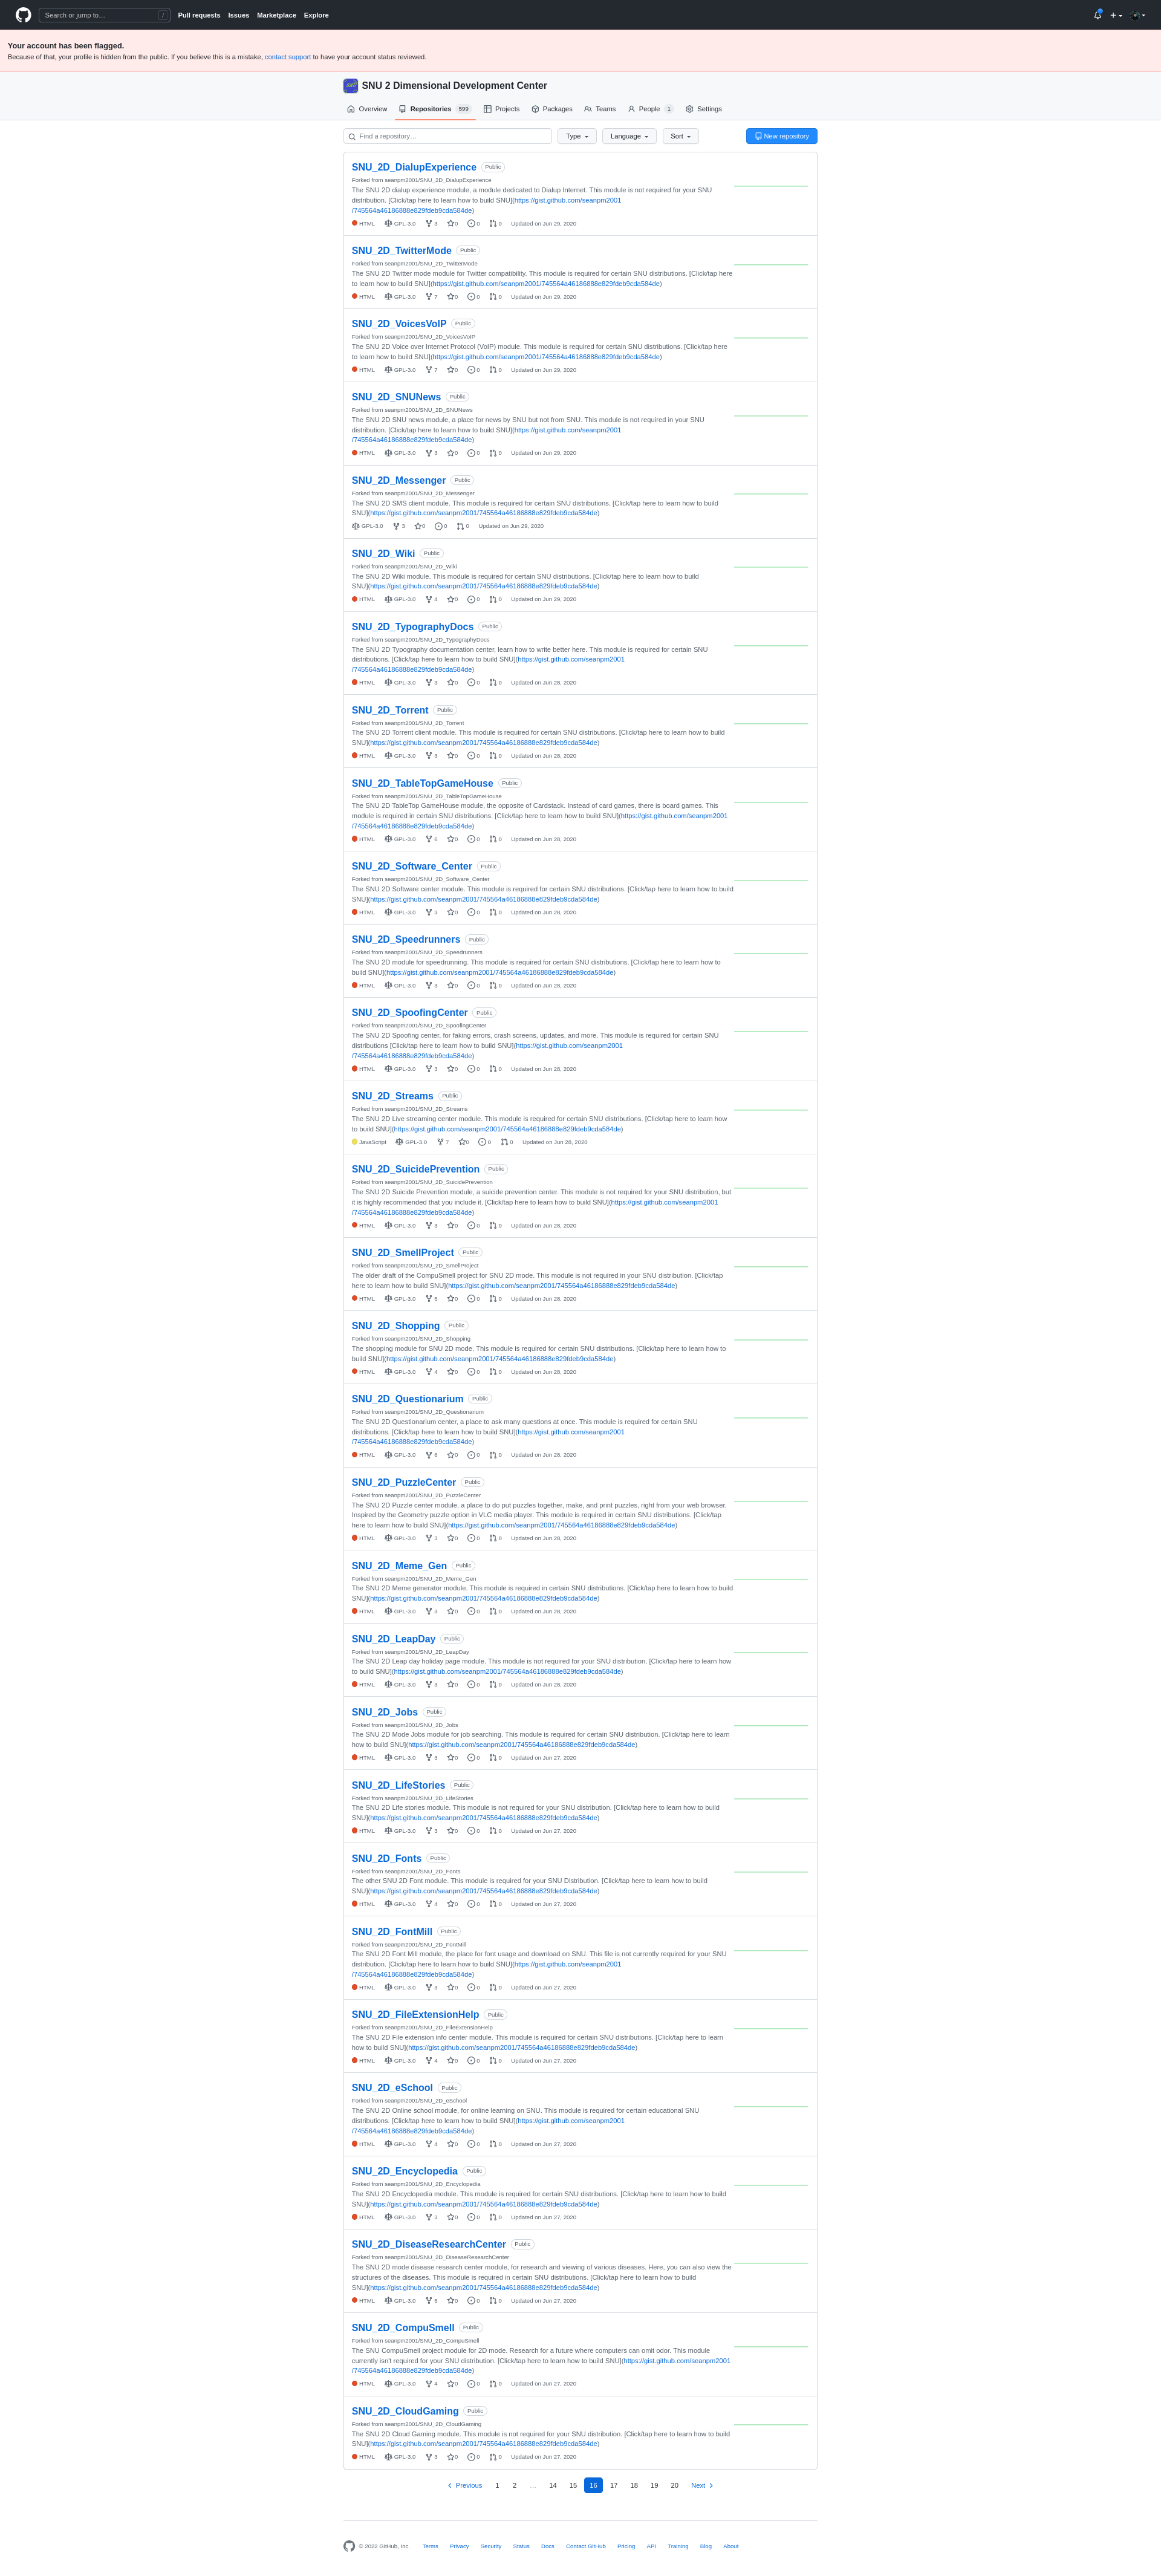 Search or jump to… /
Pull requests Issues Marketplace Explore
Your account has been flagged.
Because of that, your profile is hidden from the public. If you believe this is a mistake, contact support to have your account status reviewed.
SNU 2 Dimensional Development Center
Overview Repositories 599 Projects Packages Teams People 1 Settings
Find a repository… Type Language Sort New repository
SNU_2D_DialupExperience Public
Forked from seanpm2001/SNU_2D_DialupExperience
The SNU 2D dialup experience module, a module dedicated to Dialup Internet. This module is not required for your SNU
distribution. [Click/tap here to learn how to build SNU](https://gist.github.com/seanpm2001
/745564a46186888e829fdeb9cda584de)
HTML GPL-3.0 3 0 0 0 Updated on Jun 29, 2020
SNU_2D_TwitterMode Public
Forked from seanpm2001/SNU_2D_TwitterMode
The SNU 2D Twitter mode module for Twitter compatibility. This module is required for certain SNU distributions. [Click/tap here
to learn how to build SNU](https://gist.github.com/seanpm2001/745564a46186888e829fdeb9cda584de)
HTML GPL-3.0 7 0 0 0 Updated on Jun 29, 2020
SNU_2D_VoicesVoIP Public
Forked from seanpm2001/SNU_2D_VoicesVoIP
The SNU 2D Voice over Internet Protocol (VoIP) module. This module is required for certain SNU distributions. [Click/tap here
to learn how to build SNU](https://gist.github.com/seanpm2001/745564a46186888e829fdeb9cda584de)
HTML GPL-3.0 7 0 0 0 Updated on Jun 29, 2020
SNU_2D_SNUNews Public
Forked from seanpm2001/SNU_2D_SNUNews
The SNU 2D SNU news module, a place for news by SNU but not from SNU. This module is not required in your SNU
distribution. [Click/tap here to learn how to build SNU](https://gist.github.com/seanpm2001
/745564a46186888e829fdeb9cda584de)
HTML GPL-3.0 3 0 0 0 Updated on Jun 29, 2020
SNU_2D_Messenger Public
Forked from seanpm2001/SNU_2D_Messenger
The SNU 2D SMS client module. This module is required for certain SNU distributions. [Click/tap here to learn how to build
SNU](https://gist.github.com/seanpm2001/745564a46186888e829fdeb9cda584de)
GPL-3.0 3 0 0 0 Updated on Jun 29, 2020
SNU_2D_Wiki Public
Forked from seanpm2001/SNU_2D_Wiki
The SNU 2D Wiki module. This module is required for certain SNU distributions. [Click/tap here to learn how to build
SNU](https://gist.github.com/seanpm2001/745564a46186888e829fdeb9cda584de)
HTML GPL-3.0 4 0 0 0 Updated on Jun 29, 2020
SNU_2D_TypographyDocs Public
Forked from seanpm2001/SNU_2D_TypographyDocs
The SNU 2D Typography documentation center, learn how to write better here. This module is required for certain SNU
distributions. [Click/tap here to learn how to build SNU](https://gist.github.com/seanpm2001
/745564a46186888e829fdeb9cda584de)
HTML GPL-3.0 3 0 0 0 Updated on Jun 28, 2020
SNU_2D_Torrent Public
Forked from seanpm2001/SNU_2D_Torrent
The SNU 2D Torrent client module. This module is required for certain SNU distributions. [Click/tap here to learn how to build
SNU](https://gist.github.com/seanpm2001/745564a46186888e829fdeb9cda584de)
HTML GPL-3.0 3 0 0 0 Updated on Jun 28, 2020
SNU_2D_TableTopGameHouse Public
Forked from seanpm2001/SNU_2D_TableTopGameHouse
The SNU 2D TableTop GameHouse module, the opposite of Cardstack. Instead of card games, there is board games. This
module is required in certain SNU distributions. [Click/tap here to learn how to build SNU](https://gist.github.com/seanpm2001
/745564a46186888e829fdeb9cda584de)
HTML GPL-3.0 6 0 0 0 Updated on Jun 28, 2020
SNU_2D_Software_Center Public
Forked from seanpm2001/SNU_2D_Software_Center
The SNU 2D Software center module. This module is required for certain SNU distributions. [Click/tap here to learn how to build
SNU](https://gist.github.com/seanpm2001/745564a46186888e829fdeb9cda584de)
HTML GPL-3.0 3 0 0 0 Updated on Jun 28, 2020
SNU_2D_Speedrunners Public
Forked from seanpm2001/SNU_2D_Speedrunners
The SNU 2D module for speedrunning. This module is required for certain SNU distributions. [Click/tap here to learn how to
build SNU](https://gist.github.com/seanpm2001/745564a46186888e829fdeb9cda584de)
HTML GPL-3.0 3 0 0 0 Updated on Jun 28, 2020
SNU_2D_SpoofingCenter Public
Forked from seanpm2001/SNU_2D_SpoofingCenter
The SNU 2D Spoofing center, for faking errors, crash screens, updates, and more. This module is required for certain SNU
distributions [Click/tap here to learn how to build SNU](https://gist.github.com/seanpm2001
/745564a46186888e829fdeb9cda584de)
HTML GPL-3.0 3 0 0 0 Updated on Jun 28, 2020
SNU_2D_Streams Public
Forked from seanpm2001/SNU_2D_Streams
The SNU 2D Live streaming center module. This module is required for certain SNU distributions. [Click/tap here to learn how
to build SNU](https://gist.github.com/seanpm2001/745564a46186888e829fdeb9cda584de)
JavaScript GPL-3.0 7 0 0 0 Updated on Jun 28, 2020
SNU_2D_SuicidePrevention Public
Forked from seanpm2001/SNU_2D_SuicidePrevention
The SNU 2D Suicide Prevention module, a suicide prevention center. This module is not required for your SNU distribution, but
it is highly recommended that you include it. [Click/tap here to learn how to build SNU](https://gist.github.com/seanpm2001
/745564a46186888e829fdeb9cda584de)
HTML GPL-3.0 3 0 0 0 Updated on Jun 28, 2020
SNU_2D_SmellProject Public
Forked from seanpm2001/SNU_2D_SmellProject
The older draft of the CompuSmell project for SNU 2D mode. This module is not required in your SNU distribution. [Click/tap
here to learn how to build SNU](https://gist.github.com/seanpm2001/745564a46186888e829fdeb9cda584de)
HTML GPL-3.0 5 0 0 0 Updated on Jun 28, 2020
SNU_2D_Shopping Public
Forked from seanpm2001/SNU_2D_Shopping
The shopping module for SNU 2D mode. This module is required for certain SNU distributions. [Click/tap here to learn how to
build SNU](https://gist.github.com/seanpm2001/745564a46186888e829fdeb9cda584de)
HTML GPL-3.0 4 0 0 0 Updated on Jun 28, 2020
SNU_2D_Questionarium Public
Forked from seanpm2001/SNU_2D_Questionarium
The SNU 2D Questionarium center, a place to ask many questions at once. This module is required for certain SNU
distributions. [Click/tap here to learn how to build SNU](https://gist.github.com/seanpm2001
/745564a46186888e829fdeb9cda584de)
HTML GPL-3.0 6 0 0 0 Updated on Jun 28, 2020
SNU_2D_PuzzleCenter Public
Forked from seanpm2001/SNU_2D_PuzzleCenter
The SNU 2D Puzzle center module, a place to do put puzzles together, make, and print puzzles, right from your web browser.
Inspired by the Geometry puzzle option in VLC media player. This module is required in certain SNU distributions. [Click/tap
here to learn how to build SNU](https://gist.github.com/seanpm2001/745564a46186888e829fdeb9cda584de)
HTML GPL-3.0 3 0 0 0 Updated on Jun 28, 2020
SNU_2D_Meme_Gen Public
Forked from seanpm2001/SNU_2D_Meme_Gen
The SNU 2D Meme generator module. This module is required in certain SNU distributions. [Click/tap here to learn how to build
SNU](https://gist.github.com/seanpm2001/745564a46186888e829fdeb9cda584de)
HTML GPL-3.0 3 0 0 0 Updated on Jun 28, 2020
SNU_2D_LeapDay Public
Forked from seanpm2001/SNU_2D_LeapDay
The SNU 2D Leap day holiday page module. This module is not required for your SNU distribution. [Click/tap here to learn how
to build SNU](https://gist.github.com/seanpm2001/745564a46186888e829fdeb9cda584de)
HTML GPL-3.0 3 0 0 0 Updated on Jun 28, 2020
SNU_2D_Jobs Public
Forked from seanpm2001/SNU_2D_Jobs
The SNU 2D Mode Jobs module for job searching. This module is required for certain SNU distribution. [Click/tap here to learn
how to build SNU](https://gist.github.com/seanpm2001/745564a46186888e829fdeb9cda584de)
HTML GPL-3.0 3 0 0 0 Updated on Jun 27, 2020
SNU_2D_LifeStories Public
Forked from seanpm2001/SNU_2D_LifeStories
The SNU 2D Life stories module. This module is not required for your SNU distribution. [Click/tap here to learn how to build
SNU](https://gist.github.com/seanpm2001/745564a46186888e829fdeb9cda584de)
HTML GPL-3.0 3 0 0 0 Updated on Jun 27, 2020
SNU_2D_Fonts Public
Forked from seanpm2001/SNU_2D_Fonts
The other SNU 2D Font module. This module is required for your SNU Distribution. [Click/tap here to learn how to build
SNU](https://gist.github.com/seanpm2001/745564a46186888e829fdeb9cda584de)
HTML GPL-3.0 4 0 0 0 Updated on Jun 27, 2020
SNU_2D_FontMill Public
Forked from seanpm2001/SNU_2D_FontMill
The SNU 2D Font Mill module, the place for font usage and download on SNU. This file is not currently required for your SNU
distribution. [Click/tap here to learn how to build SNU](https://gist.github.com/seanpm2001
/745564a46186888e829fdeb9cda584de)
HTML GPL-3.0 3 0 0 0 Updated on Jun 27, 2020
SNU_2D_FileExtensionHelp Public
Forked from seanpm2001/SNU_2D_FileExtensionHelp
The SNU 2D File extension info center module. This module is required for certain SNU distributions. [Click/tap here to learn
how to build SNU](https://gist.github.com/seanpm2001/745564a46186888e829fdeb9cda584de)
HTML GPL-3.0 4 0 0 0 Updated on Jun 27, 2020
SNU_2D_eSchool Public
Forked from seanpm2001/SNU_2D_eSchool
The SNU 2D Online school module, for online learning on SNU. This module is required for certain educational SNU
distributions. [Click/tap here to learn how to build SNU](https://gist.github.com/seanpm2001
/745564a46186888e829fdeb9cda584de)
HTML GPL-3.0 4 0 0 0 Updated on Jun 27, 2020
SNU_2D_Encyclopedia Public
Forked from seanpm2001/SNU_2D_Encyclopedia
The SNU 2D Encyclopedia module. This module is required for certain SNU distributions. [Click/tap here to learn how to build
SNU](https://gist.github.com/seanpm2001/745564a46186888e829fdeb9cda584de)
HTML GPL-3.0 3 0 0 0 Updated on Jun 27, 2020
SNU_2D_DiseaseResearchCenter Public
Forked from seanpm2001/SNU_2D_DiseaseResearchCenter
The SNU 2D mode disease research center module, for research and viewing of various diseases. Here, you can also view the
structures of the diseases. This module is required in certain SNU distributions. [Click/tap here to learn how to build
SNU](https://gist.github.com/seanpm2001/745564a46186888e829fdeb9cda584de)
HTML GPL-3.0 5 0 0 0 Updated on Jun 27, 2020
SNU_2D_CompuSmell Public
Forked from seanpm2001/SNU_2D_CompuSmell
The SNU CompuSmell project module for 2D mode. Research for a future where computers can omit odor. This module
currently isn't required for your SNU distribution. [Click/tap here to learn how to build SNU](https://gist.github.com/seanpm2001
/745564a46186888e829fdeb9cda584de)
HTML GPL-3.0 4 0 0 0 Updated on Jun 27, 2020
SNU_2D_CloudGaming Public
Forked from seanpm2001/SNU_2D_CloudGaming
The SNU 2D Cloud Gaming module. This module is not required for your SNU distribution. [Click/tap here to learn how to build
SNU](https://gist.github.com/seanpm2001/745564a46186888e829fdeb9cda584de)
HTML GPL-3.0 3 0 0 0 Updated on Jun 27, 2020
Previous 1 2 … 14 15 16 17 18 19 20 Next
© 2022 GitHub, Inc. Terms Privacy Security Status Docs Contact GitHub Pricing API Training Blog About